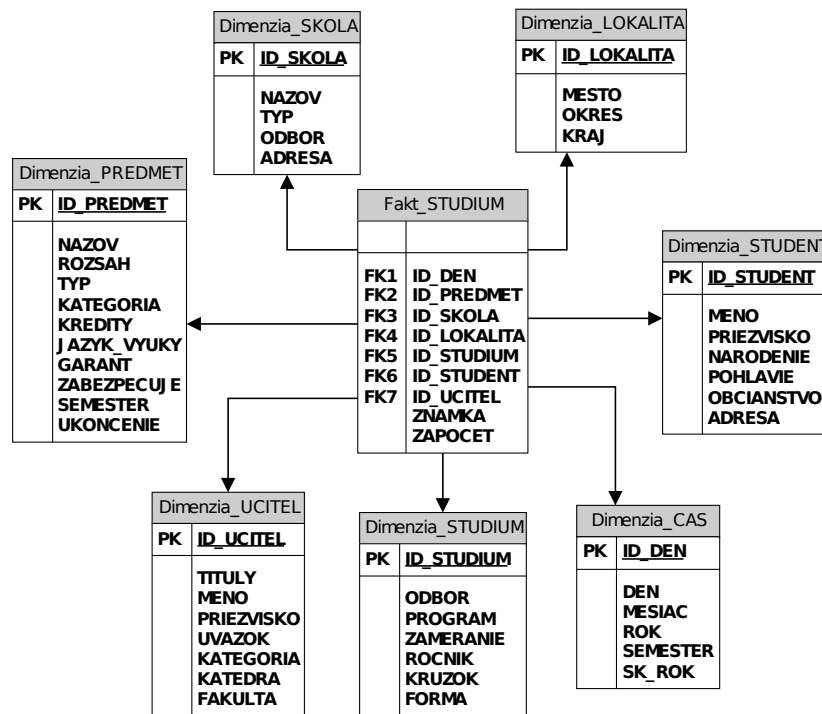 Dimenzia_SKOLA
PK ID_SKOLA
NAZOV
TYP
ODBOR
ADRESA
Dimenzia_LOKALITA
PK ID_LOKALITA
MESTO
OKRES
KRAJ
Dimenzia_PREDMET
PK ID_PREDMET
NAZOV
ROZSAH
TYP
KATEGORIA
KREDITY
JAZYK_VYUKY
GARANT
ZABEZPECUJE
SEMESTER
UKONCENIE
Fakt_STUDIUM
FK1 ID_DEN
FK2 ID_PREDMET
FK3 ID_SKOLA
FK4 ID_LOKALITA
FK5 ID_STUDIUM
FK6 ID_STUDENT
FK7 ID_UCITEL
ZNAMKA
ZAPOCET
Dimenzia_STUDENT
PK ID_STUDENT
MENO
PRIEZVISKO
NARODENIE
POHLAVIE
OBCIANSTVO
ADRESA
Dimenzia_UCITEL
PK ID_UCITEL
TITULY
MENO
PRIEZVISKO
UVAZOK
KATEGORIA
KATEDRA
FAKULTA
Dimenzia_STUDIUM
PK ID_STUDIUM
ODBOR
PROGRAM
ZAMERANIE
ROCNIK
KRUZOK
FORMA
Dimenzia_CAS
PK ID_DEN
DEN
MESIAC
ROK
SEMESTER
SK_ROK